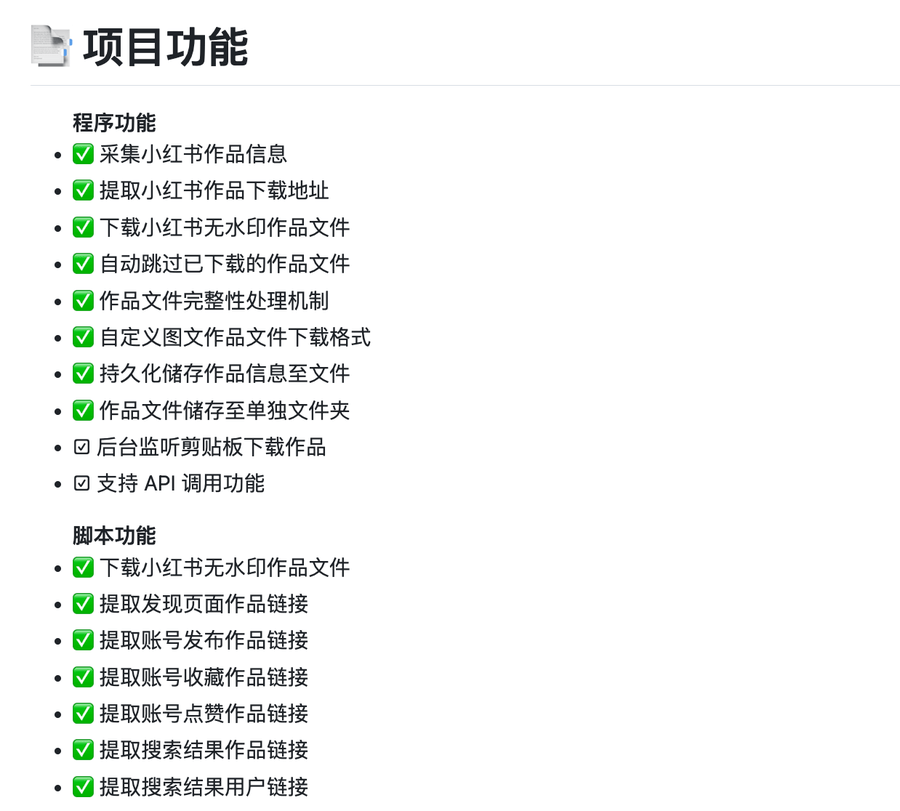 📑 项目功能
程序功能
• ✅ 采集小红书作品信息
• ✅ 提取小红书作品下载地址
• ✅ 下载小红书无水印作品文件
• ✅ 自动跳过已下载的作品文件
• ✅ 作品文件完整性处理机制
• ✅ 自定义图文作品文件下载格式
• ✅ 持久化储存作品信息至文件
• ✅ 作品文件储存至单独文件夹
• ☑ 后台监听剪贴板下载作品
• ☑ 支持 API 调用功能
脚本功能
• ✅ 下载小红书无水印作品文件
• ✅ 提取发现页面作品链接
• ✅ 提取账号发布作品链接
• ✅ 提取账号收藏作品链接
• ✅ 提取账号点赞作品链接
• ✅ 提取搜索结果作品链接
• ✅ 提取搜索结果用户链接